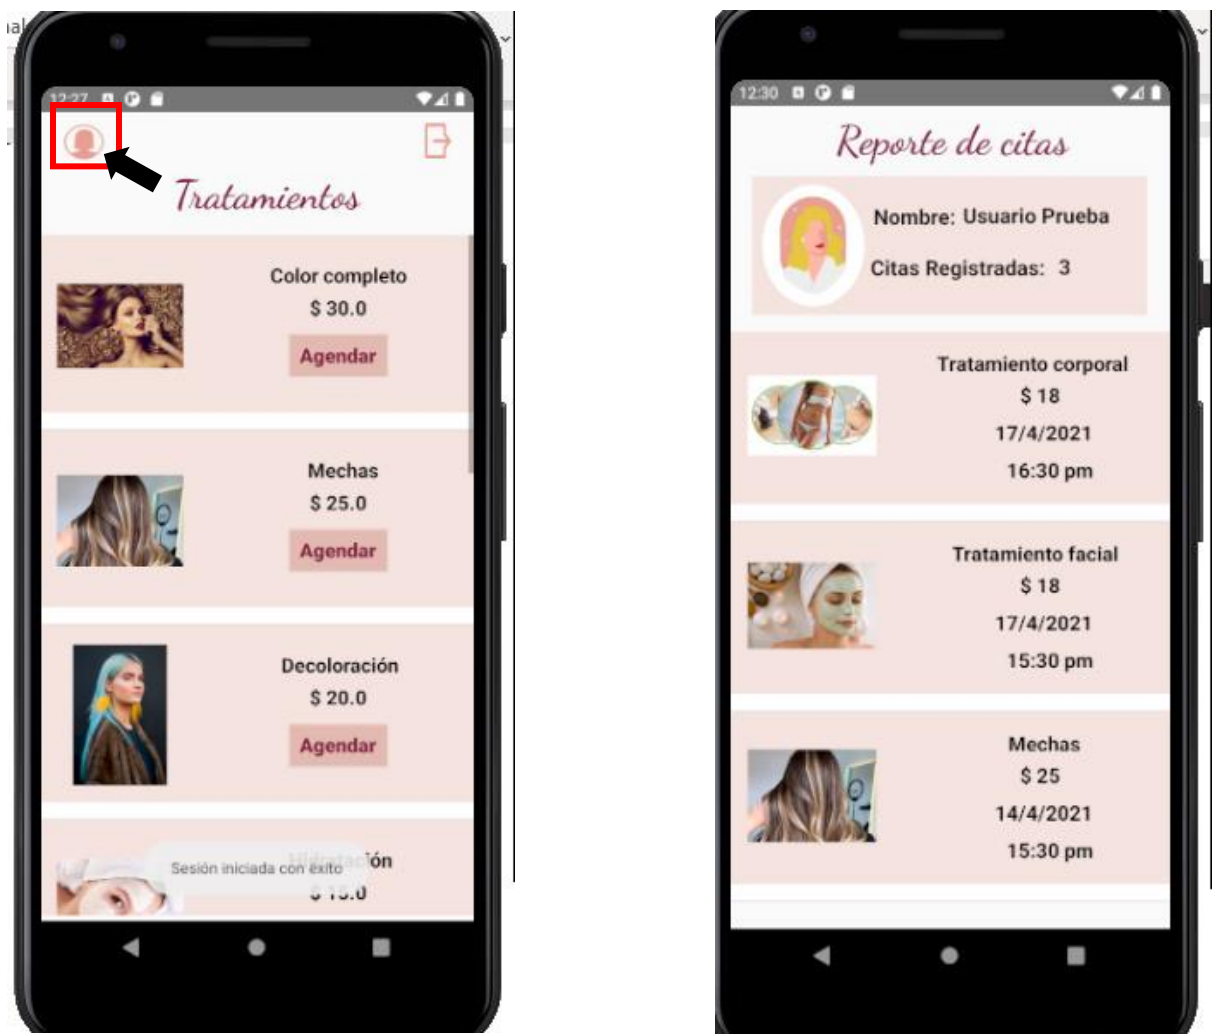 12:27
Tratamientos
Color completo
$ 30.0
Agendar
Mechas
$ 25.0
Agendar
Decoloración
$ 20.0
Agendar
Hidratación
Sesión iniciada con éxito
$ 15.0
12:30
Reporte de citas
Nombre: Usuario Prueba
Citas Registradas: 3
Tratamiento corporal
$ 18
17/4/2021
16:30 pm
Tratamiento facial
$ 18
17/4/2021
15:30 pm
Mechas
$ 25
14/4/2021
15:30 pm